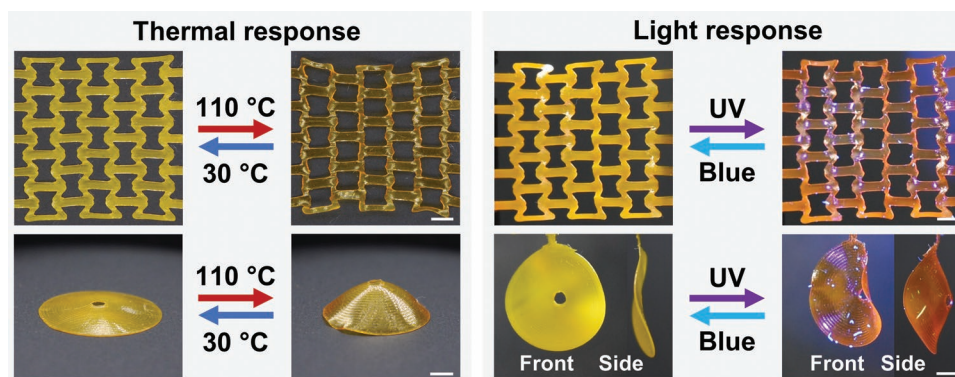 Thermal response
110 °C
30 °C
110 °C
30 °C
Light response
UV
Blue
UV
Blue
Front Side
Front Side